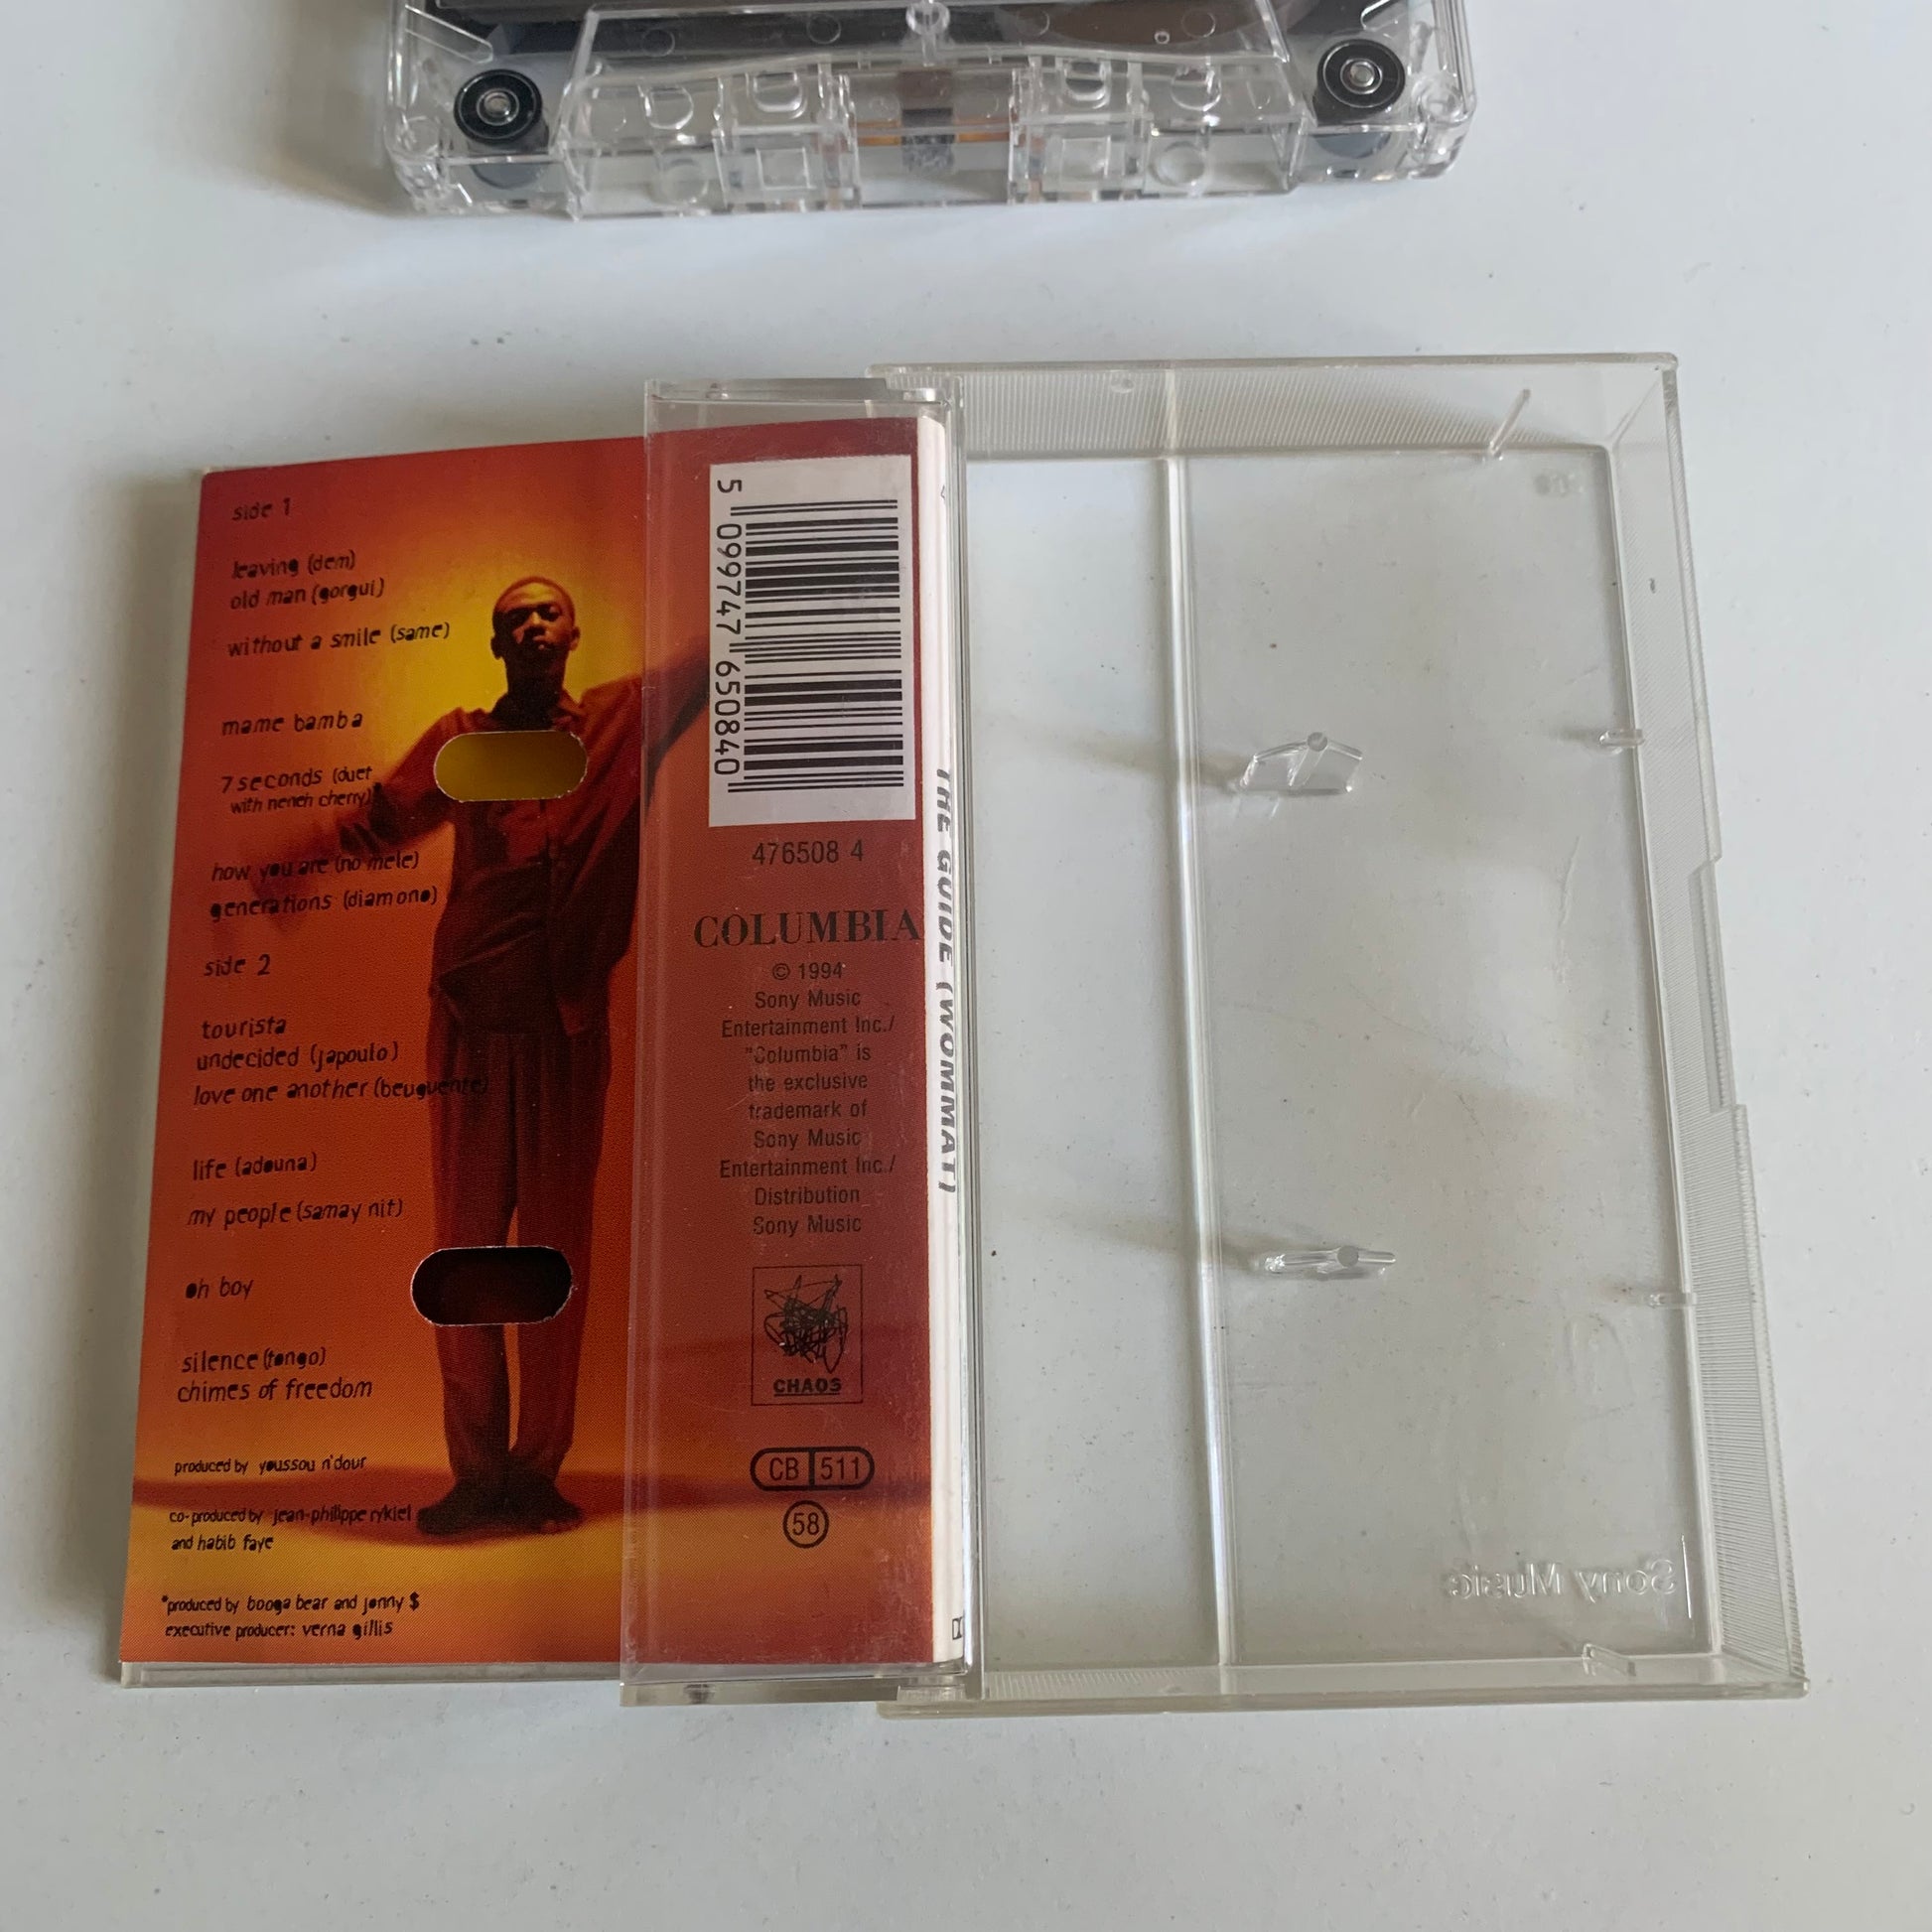 side 1
leaving (dem)
old man (gorgui)
without a smile (same)
mame bamba
7 seconds (duet
with neneh cherry)
how you are (no mele)
generations (diamono)
side 2
tourista
undecided (japoulo)
love one another (beuguente)
life (adouna)
my people (samay nit)
oh boy
silence (tongo)
chimes of freedom
produced by youssou n'dour
co-produced by jean-philippe rykiel
and habib faye
*produced by booga bear and jonny $
executive producer: verna gillis
5 099747 650840
476508 4
COLUMBIA
© 1994
Sony Music
Entertainment Inc./
"Columbia" is
the exclusive
trademark of
Sony Music
Entertainment Inc./
Distribution
Sony Music
CHAOS
CB 511
58
THE GUIDE (WOMMAT)
Sony Music